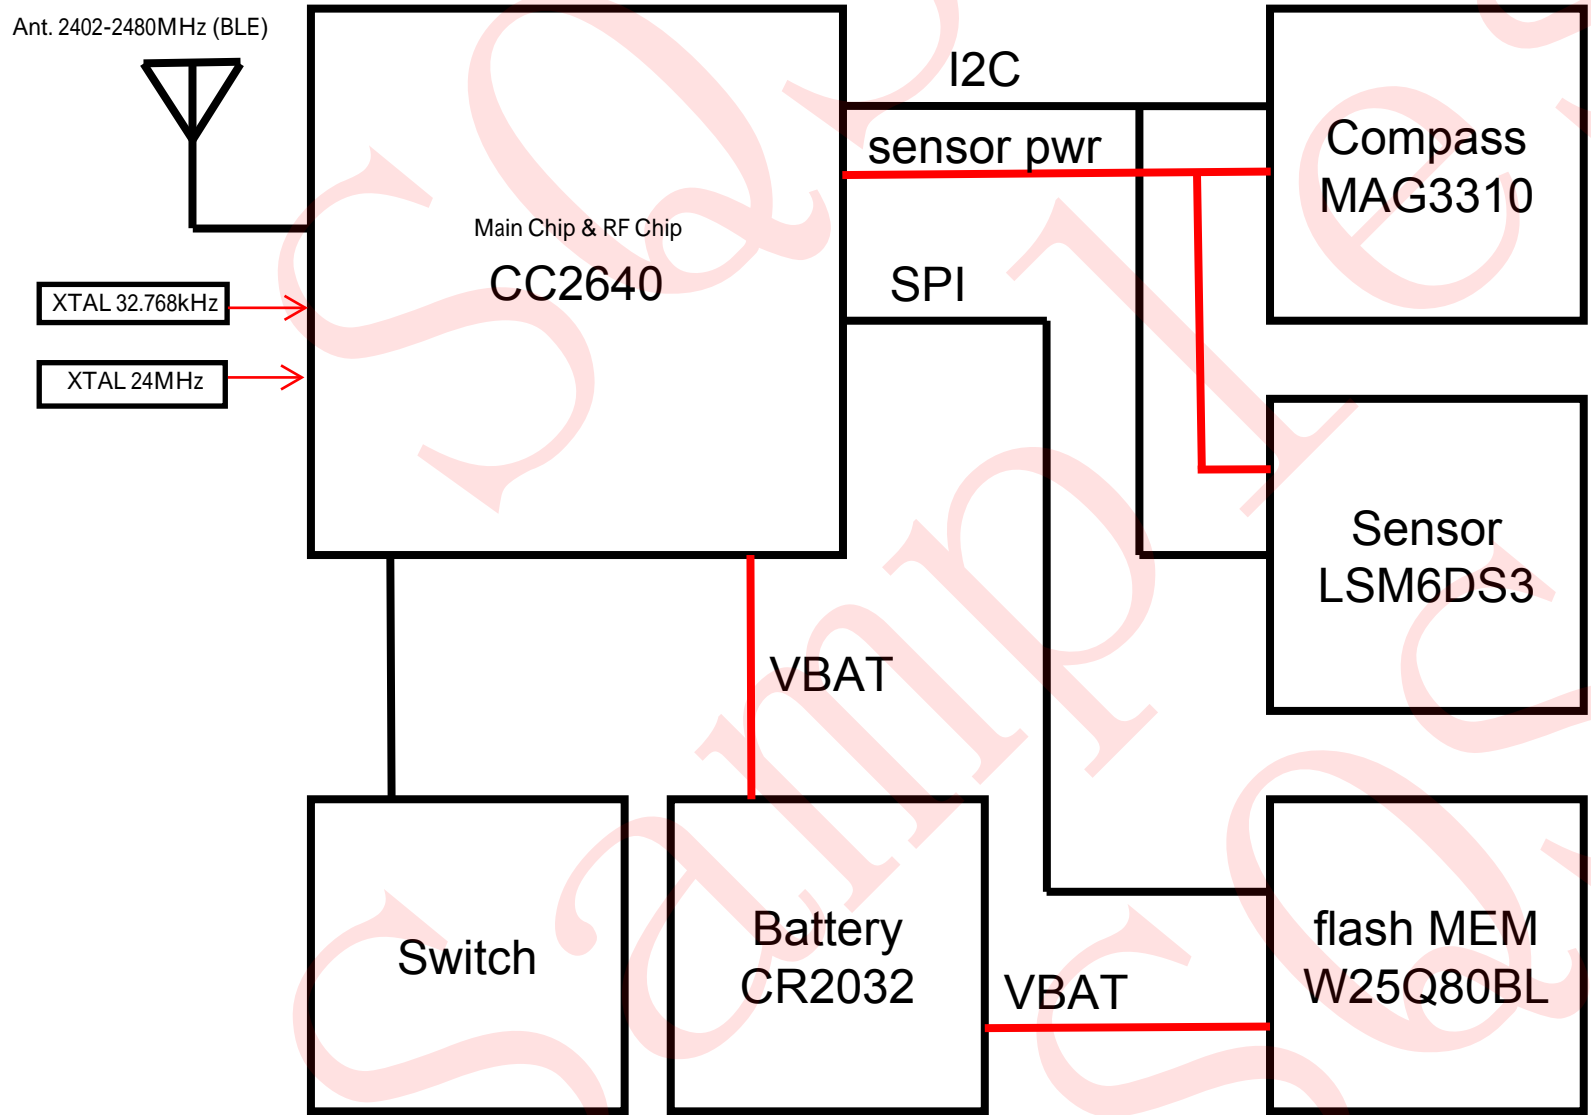 Ant. 2402-2480MHz (BLE)
I2C
sensor pwr
Compass
MAG3310
Main Chip & RF Chip
CC2640
SPI
XTAL 32.768kHz
XTAL 24MHz
Sensor
LSM6DS3
VBAT
Switch
Battery
CR2032
VBAT
flash MEM
W25Q80BL
Samples